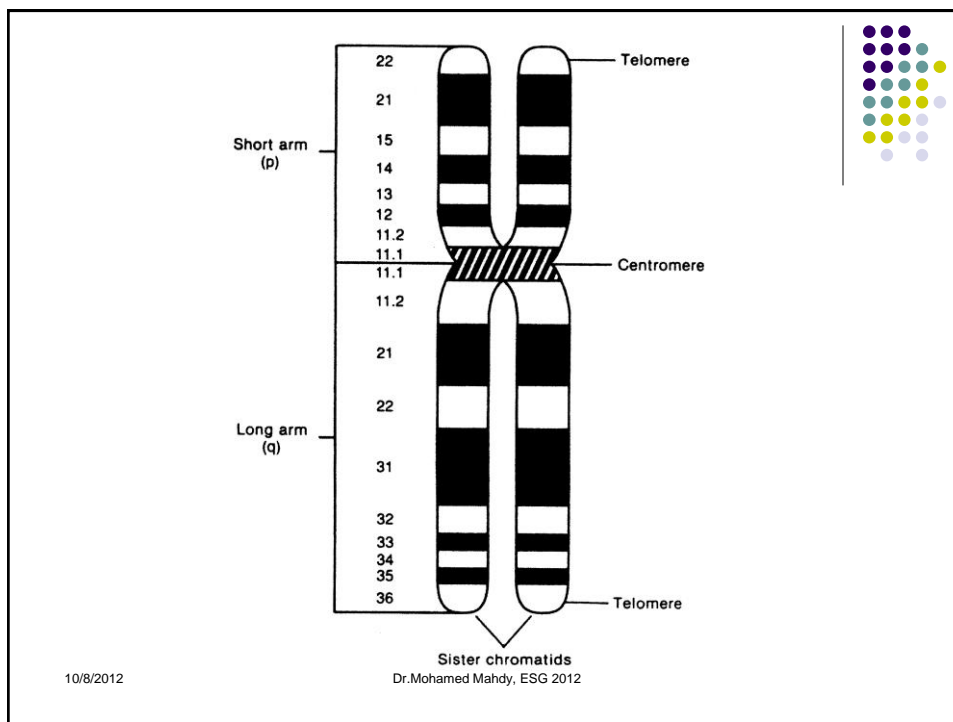 22
Telomere
21
15
Short arm
(p)
14
13
12
11.2
11.1
Centromere
11.1
11.2
21
22
Long arm
(q)
31
32
33
34
35
36
Telomere
Sister chromatids
10/8/2012
Dr.Mohamed Mahdy, ESG 2012